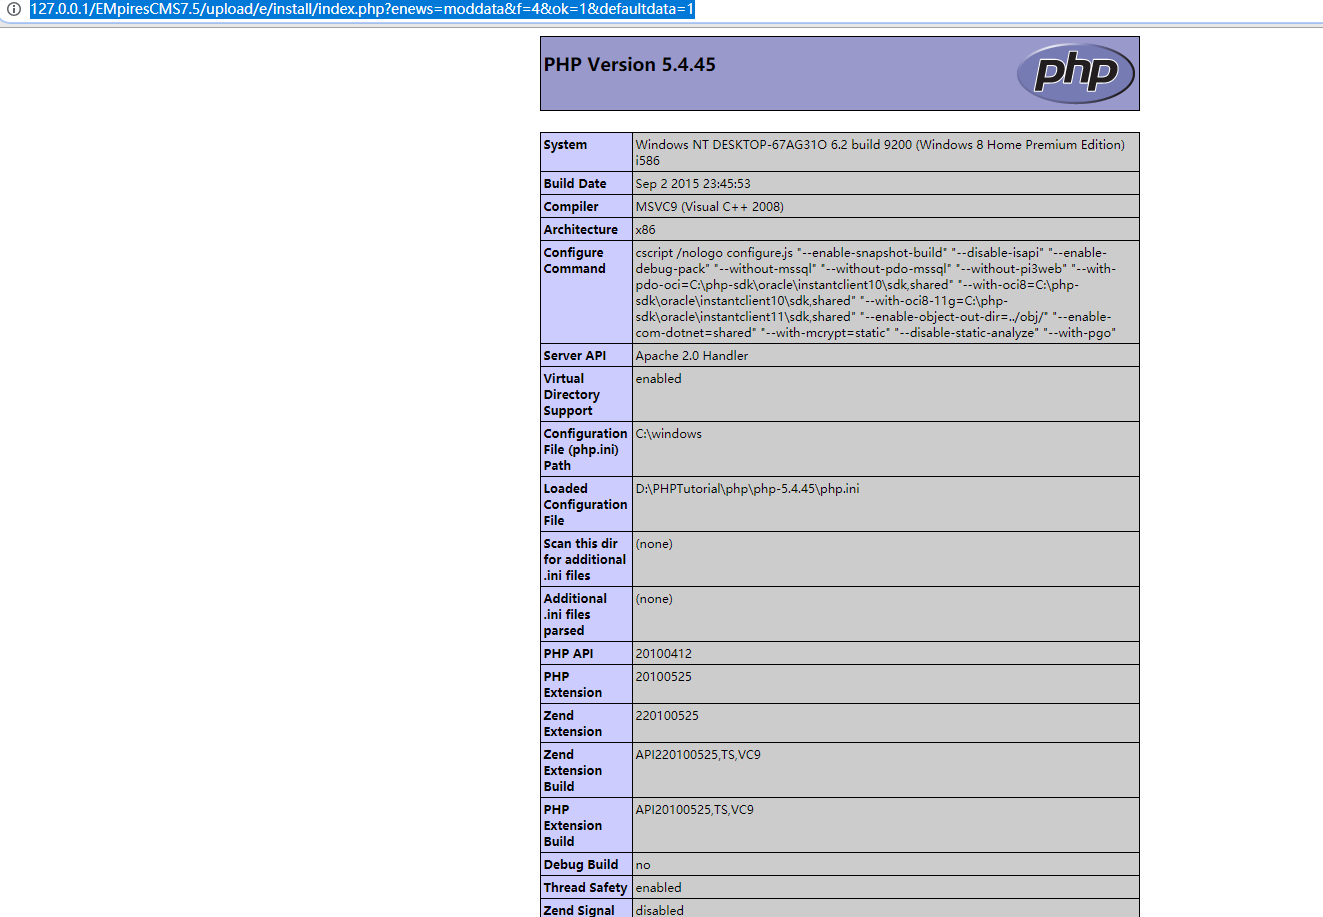 127.0.0.1/EMpiresCMS7.5/upload/e/install/index.php?enews=moddata&f=4&ok=1&defaultdata=1
PHP Version 5.4.45
php
System
Windows NT DESKTOP-67AG31O 6.2 build 9200 (Windows 8 Home Premium Edition)
i586
Build Date
Sep 2 2015 23:45:53
Compiler
MSVC9 (Visual C++ 2008)
Architecture
x86
Configure
Command
cscript /nologo configure.js "--enable-snapshot-build" "--disable-isapi" "--enable-
debug-pack" "--without-mssql" "--without-pdo-mssql" "--without-pi3web" "--with-
pdo-oci=C:\php-sdk\oracle\instantclient10\sdk,shared" "--with-oci8=C:\php-
sdk\oracle\instantclient10\sdk,shared" "--with-oci8-11g=C:\php-
sdk\oracle\instantclient11\sdk,shared" "--enable-object-out-dir=../obj/" "--enable-
com-dotnet=shared" "--with-mcrypt=static" "--disable-static-analyze" "--with-pgo"
Server API
Apache 2.0 Handler
Virtual
Directory
Support
enabled
Configuration
File (php.ini)
Path
C:\windows
Loaded
Configuration
File
D:\PHPTutorial\php\php-5.4.45\php.ini
Scan this dir
for additional
.ini files
(none)
Additional
.ini files
parsed
(none)
PHP API
20100412
PHP
Extension
20100525
Zend
Extension
220100525
Zend
Extension
Build
API220100525,TS,VC9
PHP
Extension
Build
API20100525,TS,VC9
Debug Build
no
Thread Safety
enabled
Zend Signal
disabled